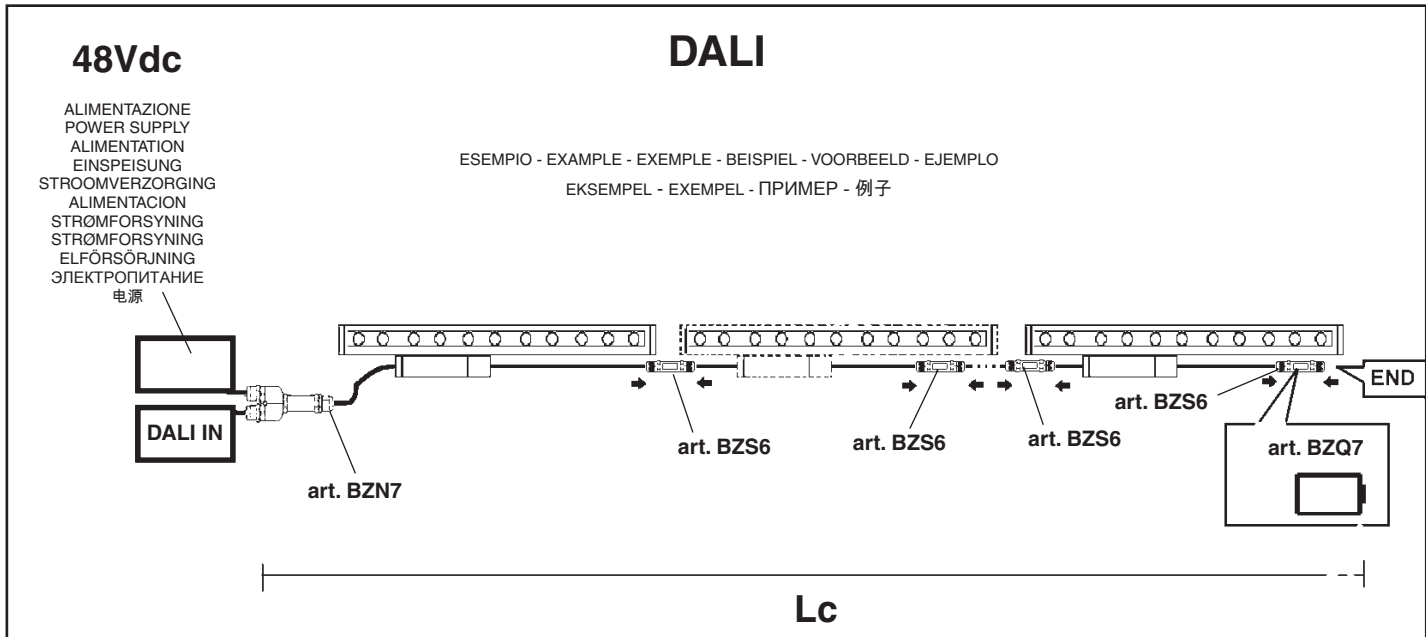 48Vdc
DALI
ALIMENTAZIONE
POWER SUPPLY
ALIMENTATION
EINSPEISUNG
STROOMVERZORGING
ALIMENTACION
STRØMFORSYNING
STRØMFORSYNING
ELFÖRSÖRJNING
ЭЛЕКТРОПИТАНИЕ
电源
ESEMPIO - EXAMPLE - EXEMPLE - BEISPIEL - VOORBEELD - EJEMPLO
EKSEMPEL - EXEMPEL - ПРИМЕР - 例子
DALI IN
art. BZN7
art. BZS6
art. BZS6
art. BZS6
art. BZS6
END
art. BZQ7
Lc